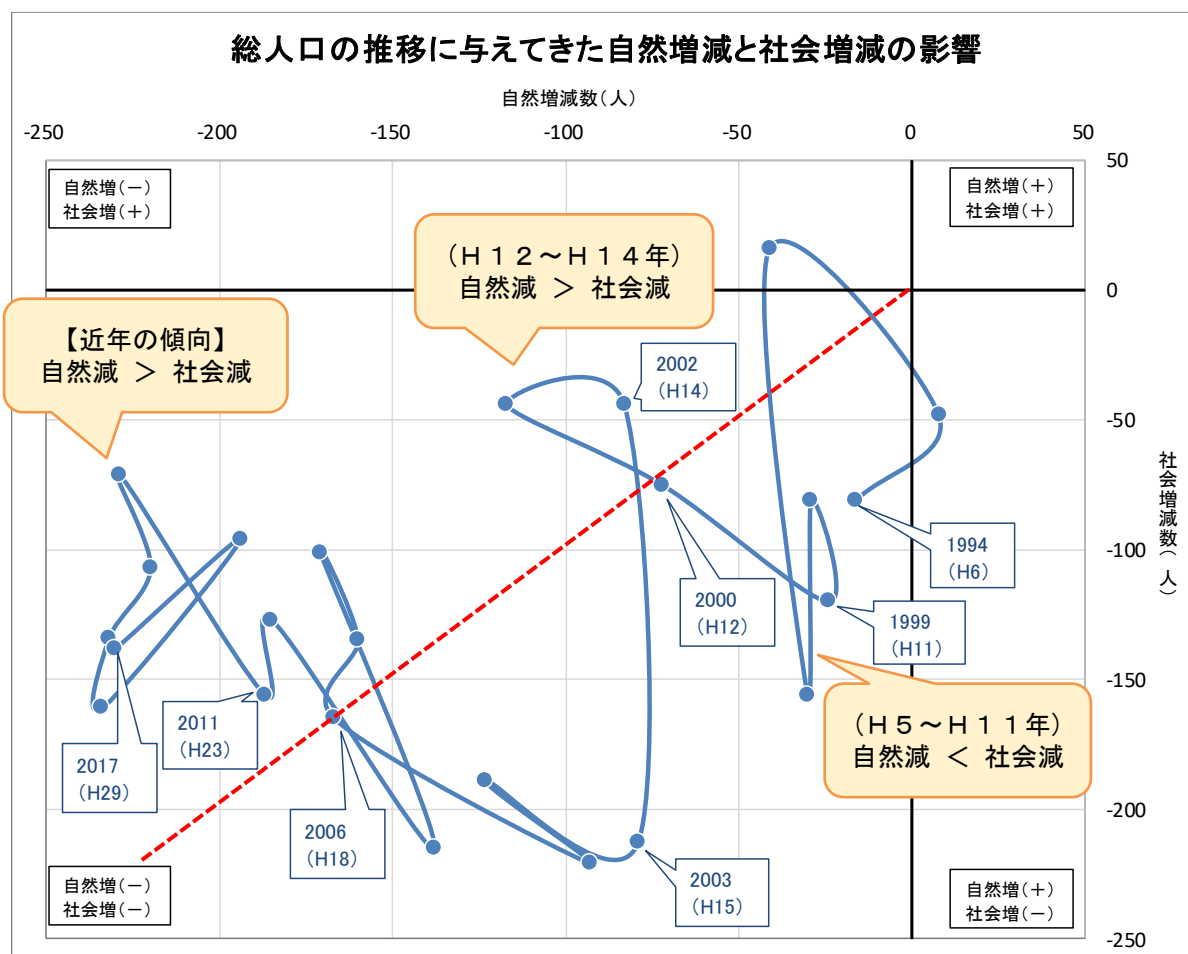 総人口の推移に与えてきた自然増減と社会増減の影響
自然増減数(人)
-250
-200
-150
-100
-50
0
50
50
0
-50
-100
-150
-200
-250
社会増減数(人)
自然増(－)
社会増(＋)
自然増(＋)
社会増(＋)
(Ｈ１２～Ｈ１４年)
自然減 ＞ 社会減
【近年の傾向】
自然減 ＞ 社会減
2002
(H14)
1994
(H6)
2000
(H12)
1999
(H11)
2011
(H23)
(Ｈ５～Ｈ１１年)
自然減 ＜ 社会減
2017
(H29)
2006
(H18)
2003
(H15)
自然増(－)
社会増(－)
自然増(＋)
社会増(－)